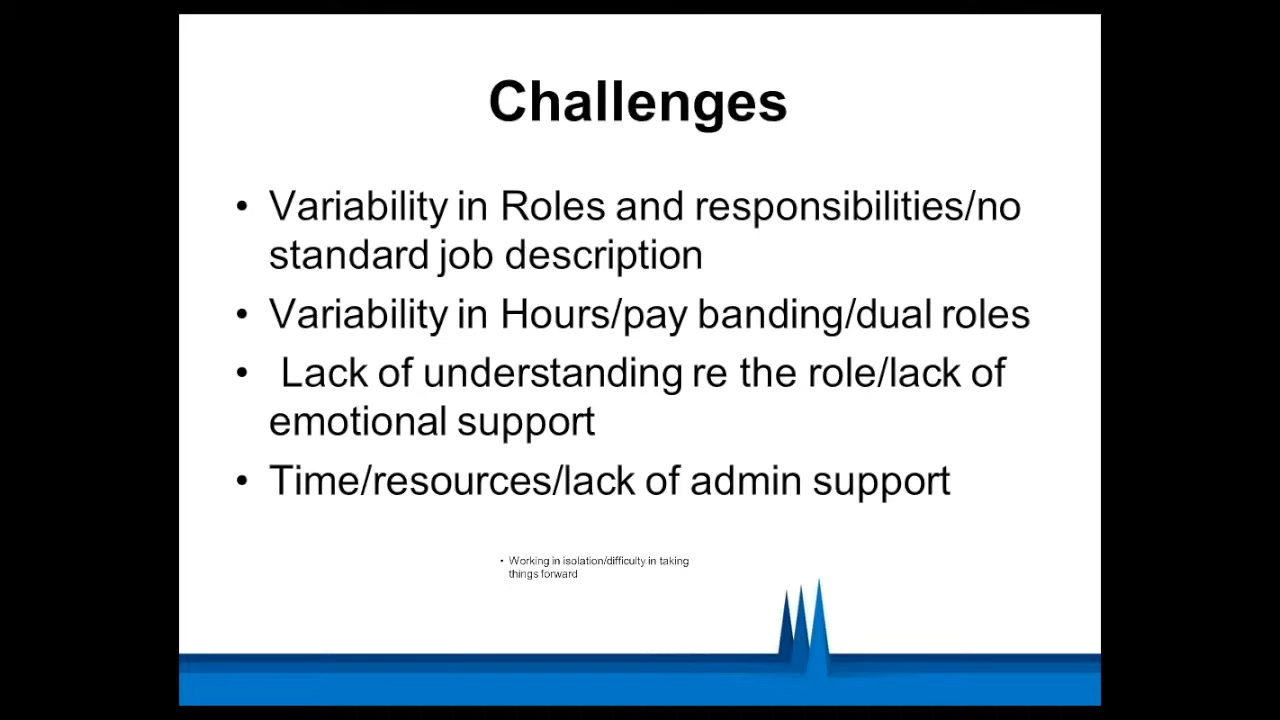 Challenges
• Variability in Roles and responsibilities/no
standard job description
• Variability in Hours/pay banding/dual roles
• Lack of understanding re the role/lack of
emotional support
• Time/resources/lack of admin support
• Working in isolation/difficulty in taking
things forward